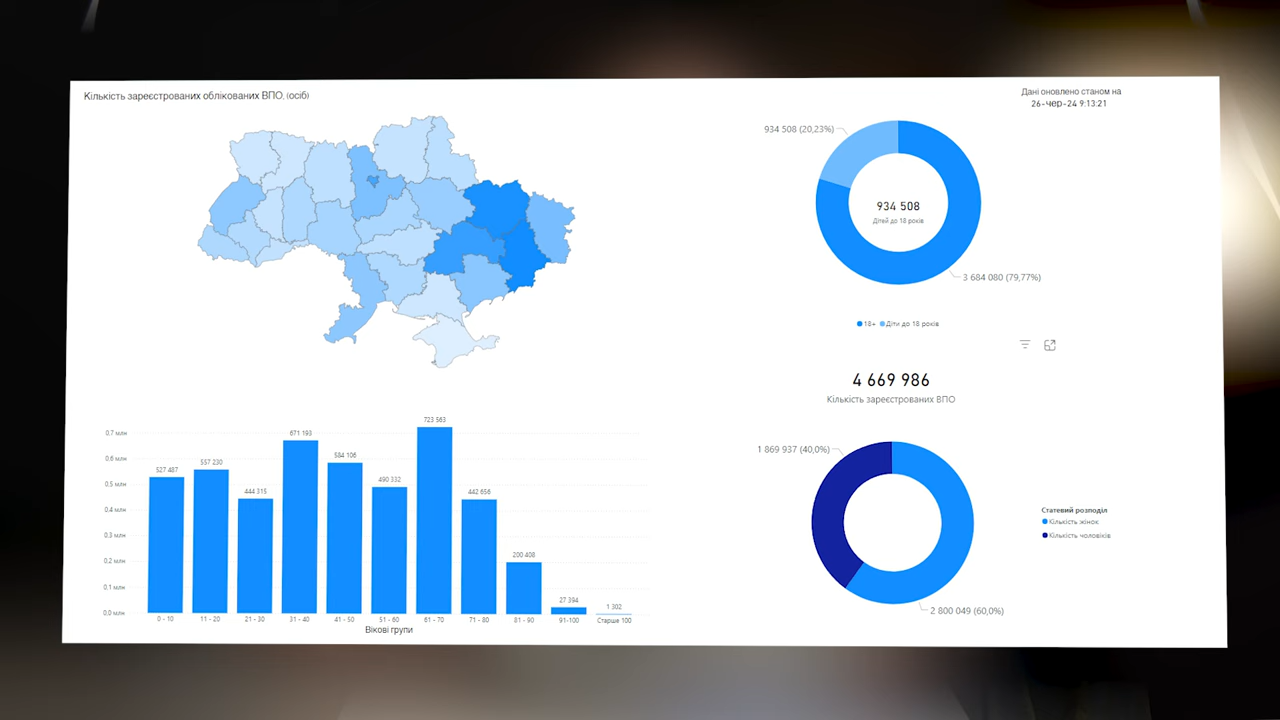 Кількість зареєстрованих облікованих ВПО, (осіб)
Дані оновлено станом на
26-чер-24 9:13:21
934 508 (20,23%)
934 508
Дітей до 18 років
3 684 080 (79,77%)
18+ Діти до 18 років
4 669 986
Кількість зареєстрованих ВПО
1 869 937 (40,0%)
Статевий розподіл
Кількість жінок
Кількість чоловіків
2 800 049 (60,0%)
0,7 млн
0,6 млн
0,5 млн
0,4 млн
0,3 млн
0,2 млн
0,1 млн
0,0 млн
527 487
557 230
444 315
671 193
584 106
490 332
723 563
442 656
200 408
27 394
1 302
0 - 10 11 - 20 21 - 30 31 - 40 41 - 50 51 - 60 61 - 70 71 - 80 81 - 90 91-100 Старше 100
Вікові групи